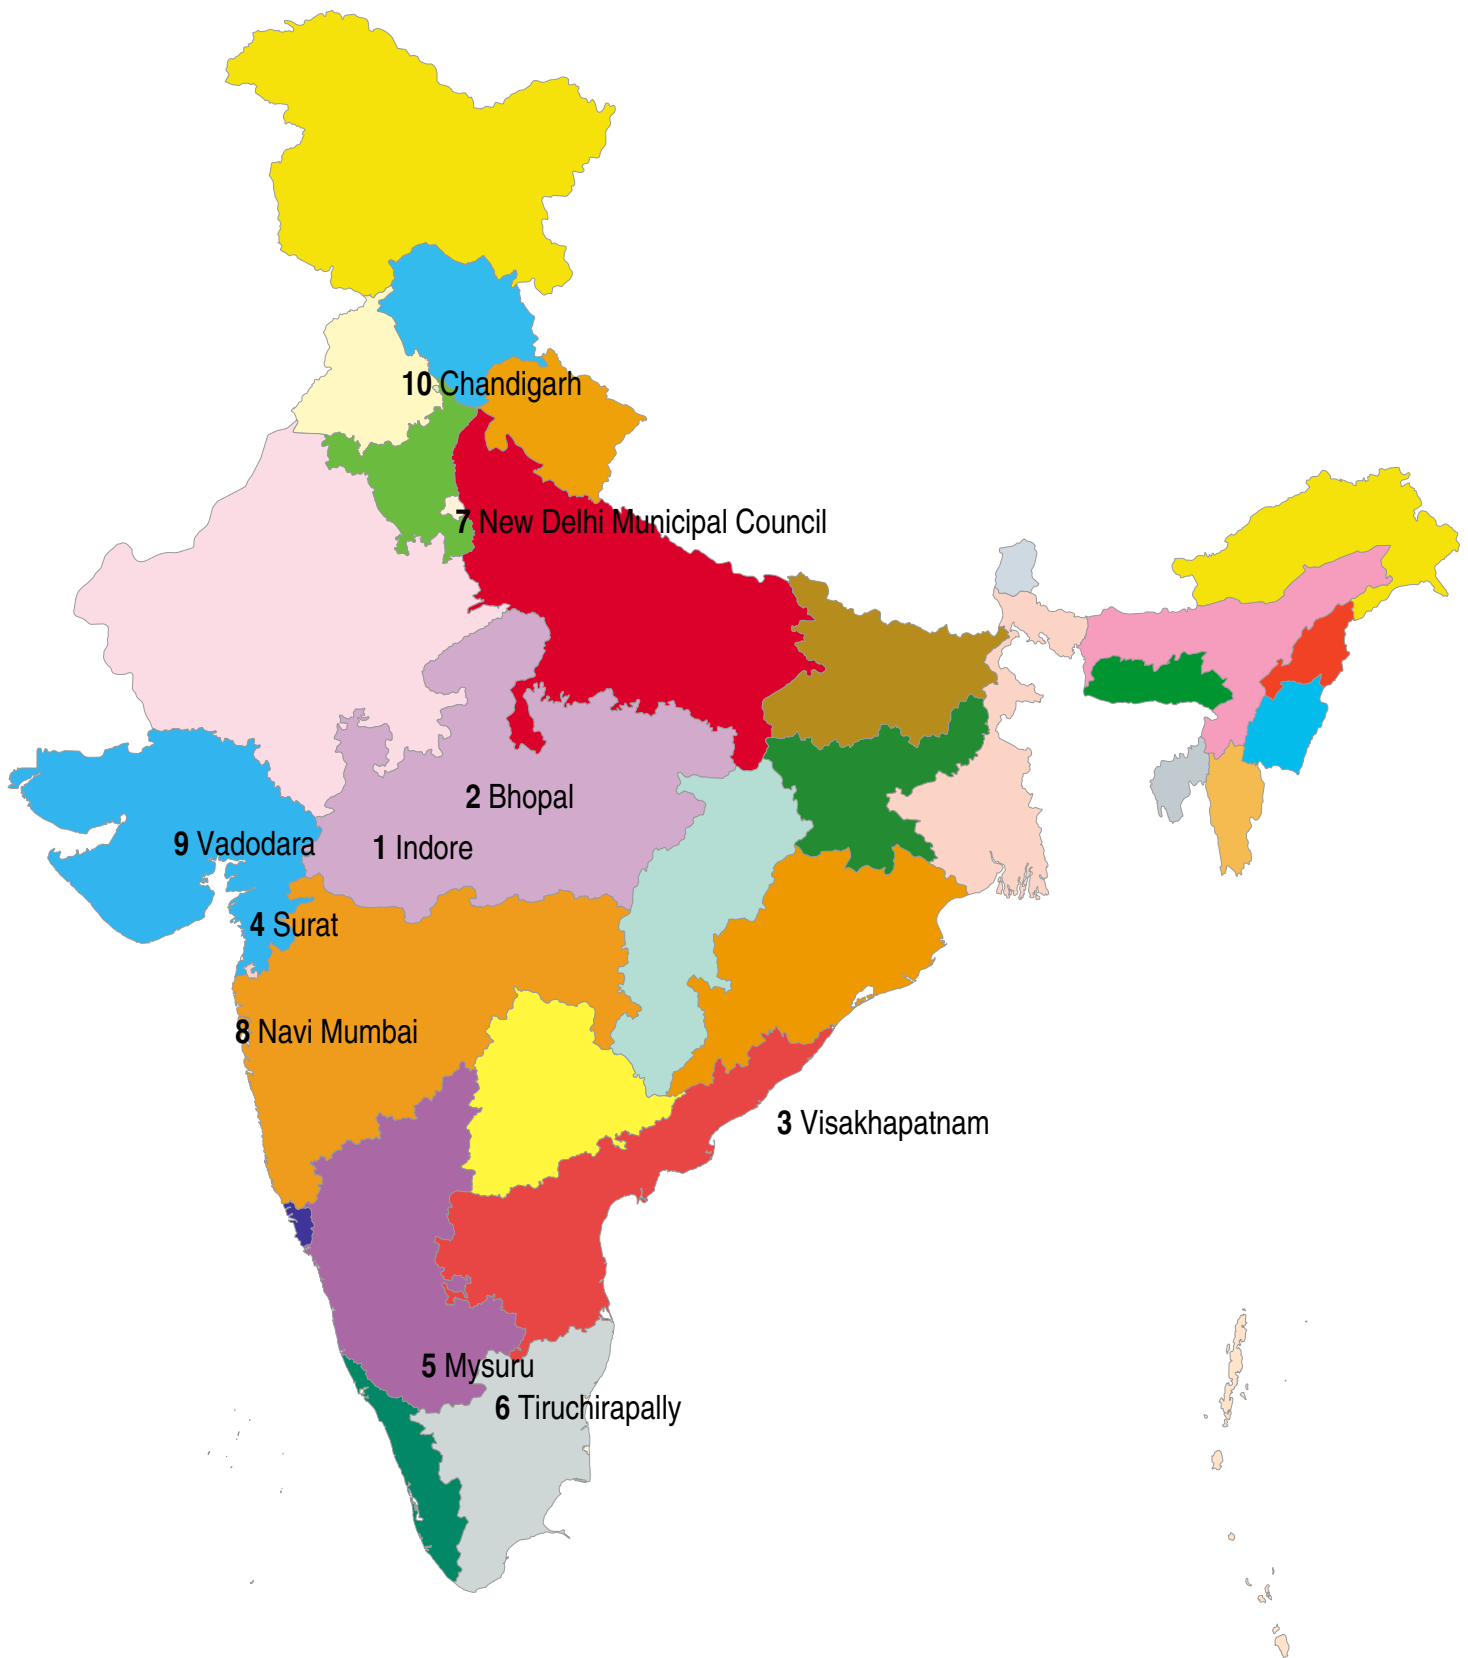 10 Chandigarh
7 New Delhi Municipal Council
2 Bhopal
9 Vadodara
1 Indore
4 Surat
8 Navi Mumbai
3 Visakhapatnam
5 Mysuru
6 Tiruchirapally